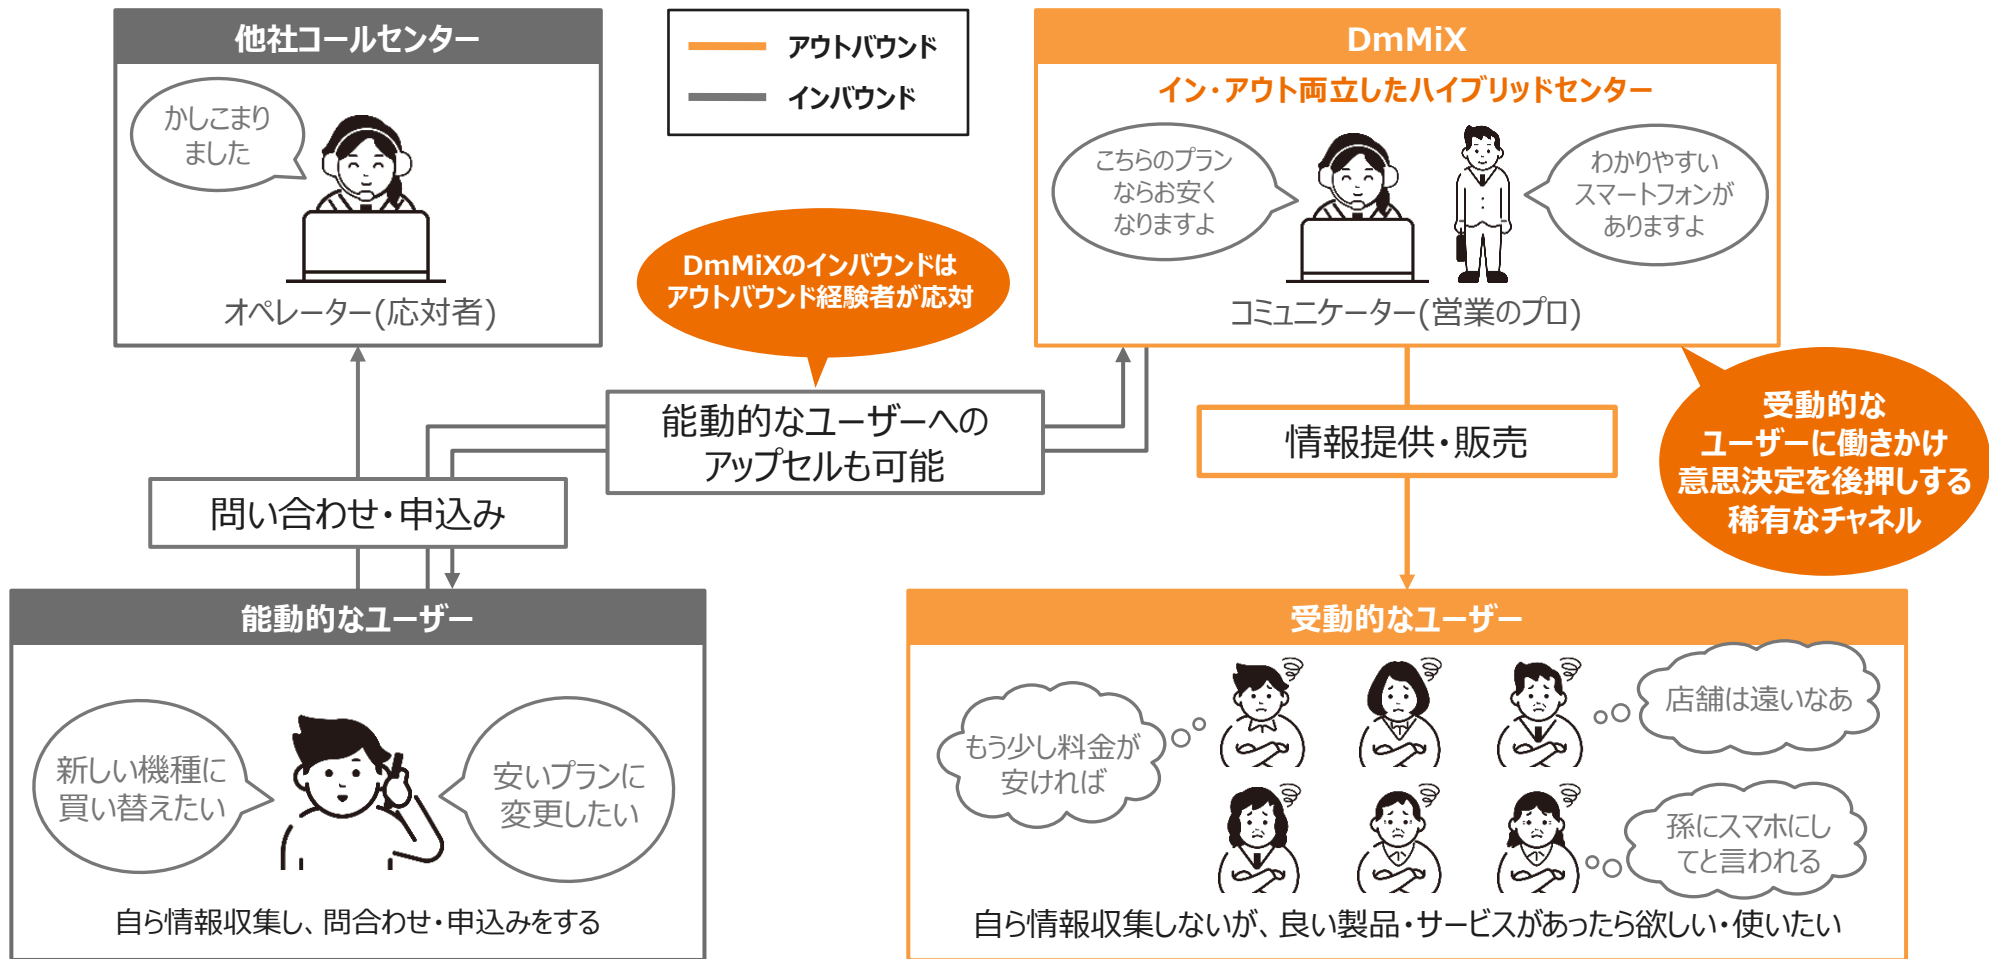 他社コールセンター
かしこまり
ました
オペレーター(応対者)
アウトバウンド
インバウンド
DmMiX
イン・アウト両立したハイブリッドセンター
こちらのプラン
ならお安く
なりますよ
わかりやすい
スマートフォンが
ありますよ
コミュニケーター(営業のプロ)
DmMiXのインバウンドは
アウトバウンド経験者が応対
能動的なユーザーへの
アップセルも可能
情報提供・販売
受動的な
ユーザーに働きかけ
意思決定を後押しする
稀有なチャネル
問い合わせ・申込み
能動的なユーザー
新しい機種に
買い替えたい
安いプランに
変更したい
自ら情報収集し、問合わせ・申込みをする
受動的なユーザー
もう少し料金が
安ければ
店舗は遠いなあ
孫にスマホにし
てと言われる
自ら情報収集しないが、良い製品・サービスがあったら欲しい・使いたい